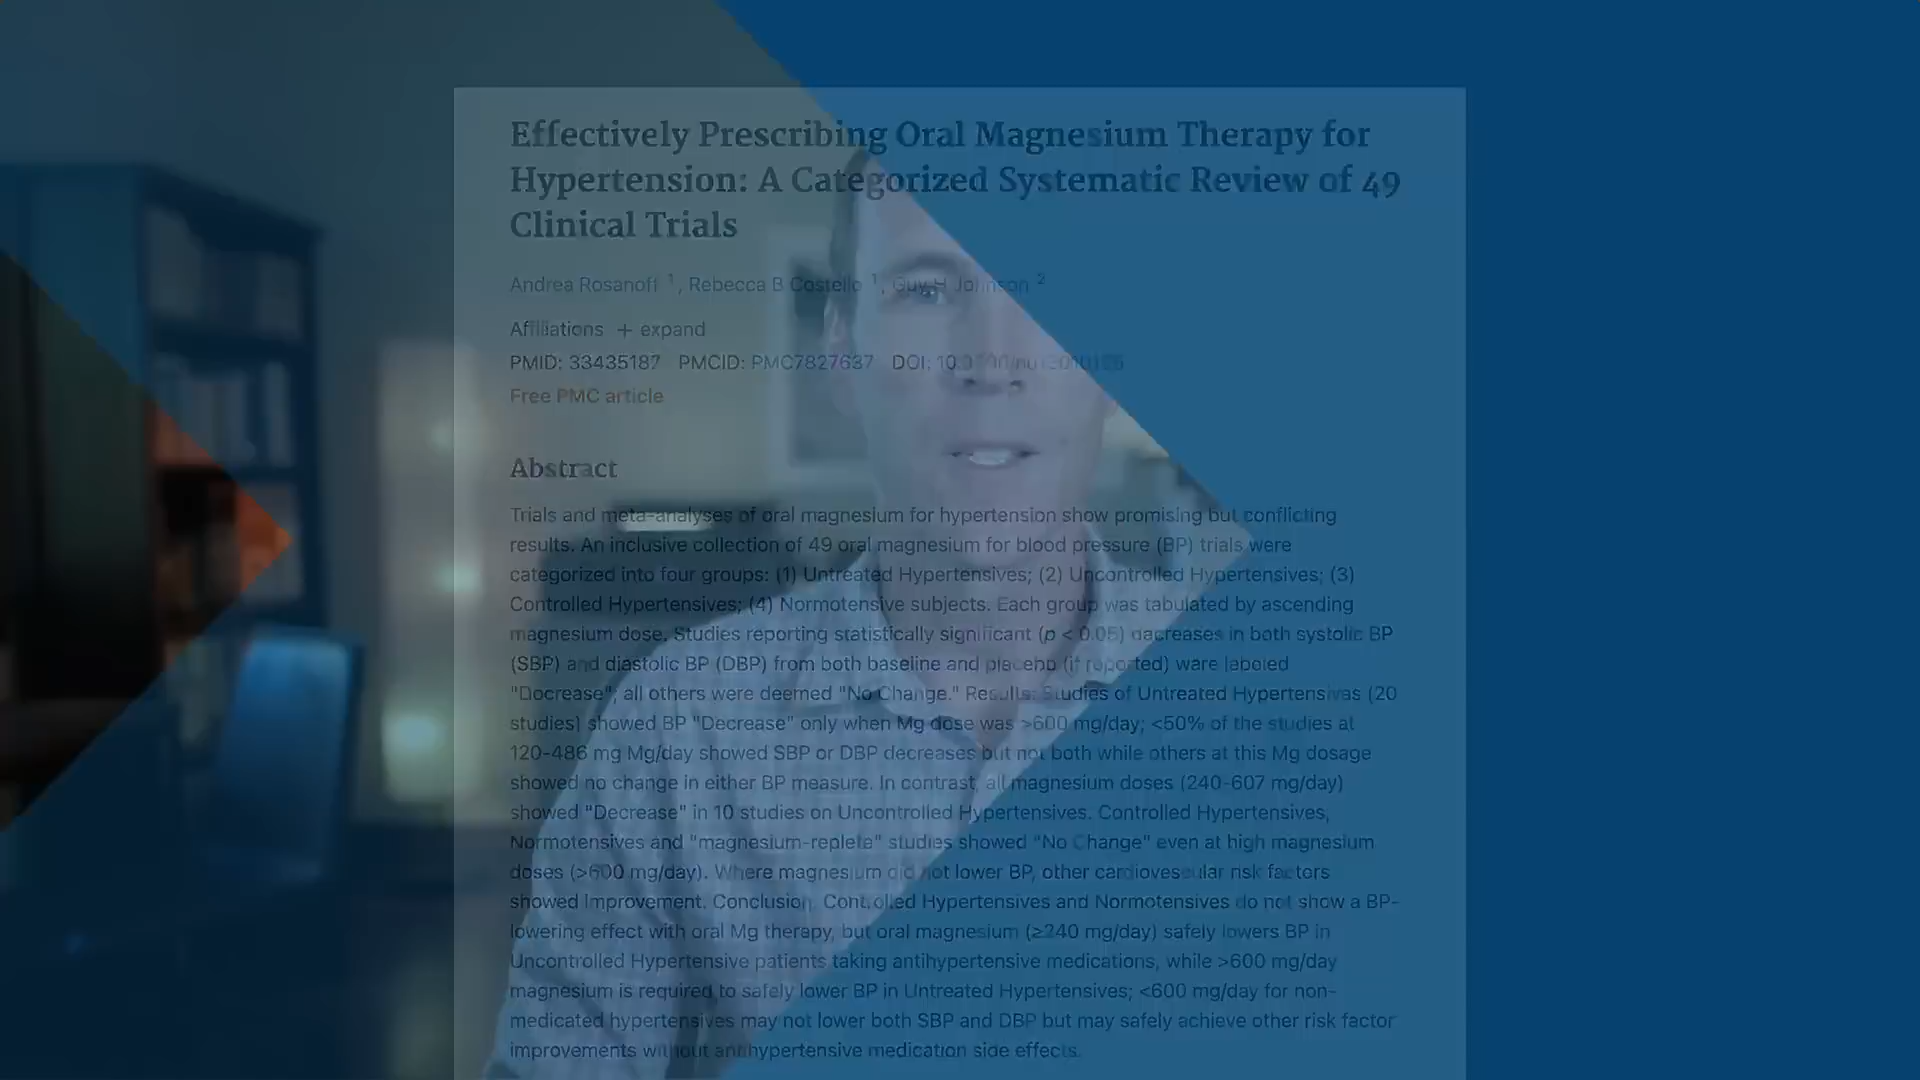 Effectively Prescribing Oral Magnesium Therapy for
Hypertension: A Categorized Systematic Review of 49
Clinical Trials
Andrea Rosanoff 1, Rebecca B Costello 1, Guy H Johnson 2
Affiliations + expand
PMID: 33435187 PMCID: PMC7827637 DOI:
Free PMC article
Abstract
Trials and meta-analyses of oral magnesium for hypertension show promising but conflicting
results. An inclusive collection of 49 oral magnesium for blood pressure (BP) trials were
categorized into four groups: (1) Untreated Hypertensives; (2) Uncontrolled Hypertensives; (3)
Controlled Hypertensives; (4) Normotensive subjects. Each group was tabulated by ascending
magnesium dose. Studies reporting statistically significant (p < 0.05) decreases in both systolic BP
(SBP) and diastolic BP (DBP) from both baseline and placebo (if reported) were labeled
"Decrease"; all others were deemed "No Change." Results: Studies of Untreated Hypertensives (20
studies) showed BP "Decrease" only when Mg dose was >600 mg/day; <50% of the studies at
120-486 mg Mg/day showed SBP or DBP decreases but not both while others at this Mg dosage
showed no change in either BP measure. In contrast, all magnesium doses (240-607 mg/day)
showed "Decrease" in 10 studies on Uncontrolled Hypertensives. Controlled Hypertensives,
Normotensives and "magnesium-replete" studies showed "No Change" even at high magnesium
doses (>600 mg/day). Where magnesium did not lower BP, other cardiovascular risk factors
showed improvement. Conclusion: Controlled Hypertensives and Normotensives do not show a BP-
lowering effect with oral Mg therapy, but oral magnesium (≥240 mg/day) safely lowers BP in
Uncontrolled Hypertensive patients taking antihypertensive medications, while >600 mg/day
magnesium is required to safely lower BP in Untreated Hypertensives; <600 mg/day for non-
medicated hypertensives may not lower both SBP and DBP but may safely achieve other risk factor
improvements without antihypertensive medication side effects.